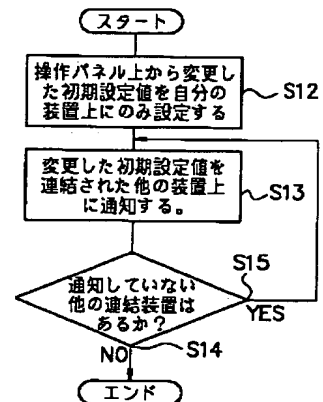 スタート
操作パネル上から変更し
た初期設定値を自分の
装置上にのみ設定する
S12
変更した初期設定値を
連結された他の装置上
に通知する。
S13
S15
通知していない
他の連結装置は
あるか?
YES
NO
S14
エンド